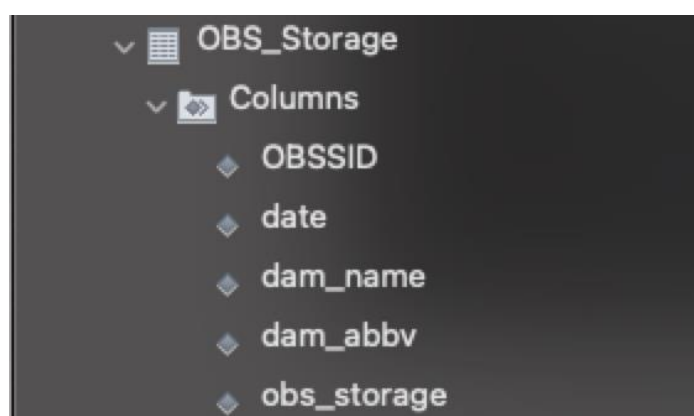 OBS_Storage
Columns
OBSSID
date
dam_name
dam_abbv
obs_storage